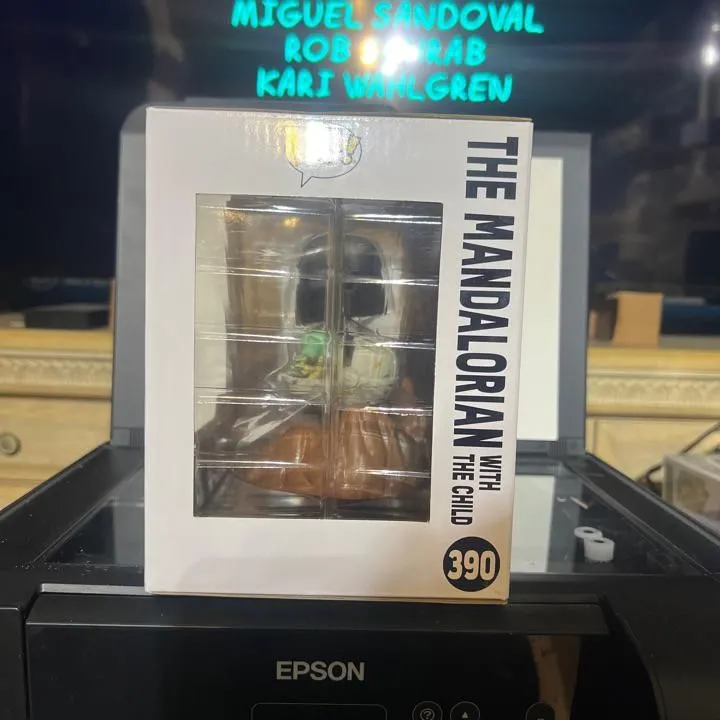 MIGUEL SANDOVAL
KARI WAHLGREN
THE MANDALORIAN
WITH
THE CHILD
390
EPSON
?